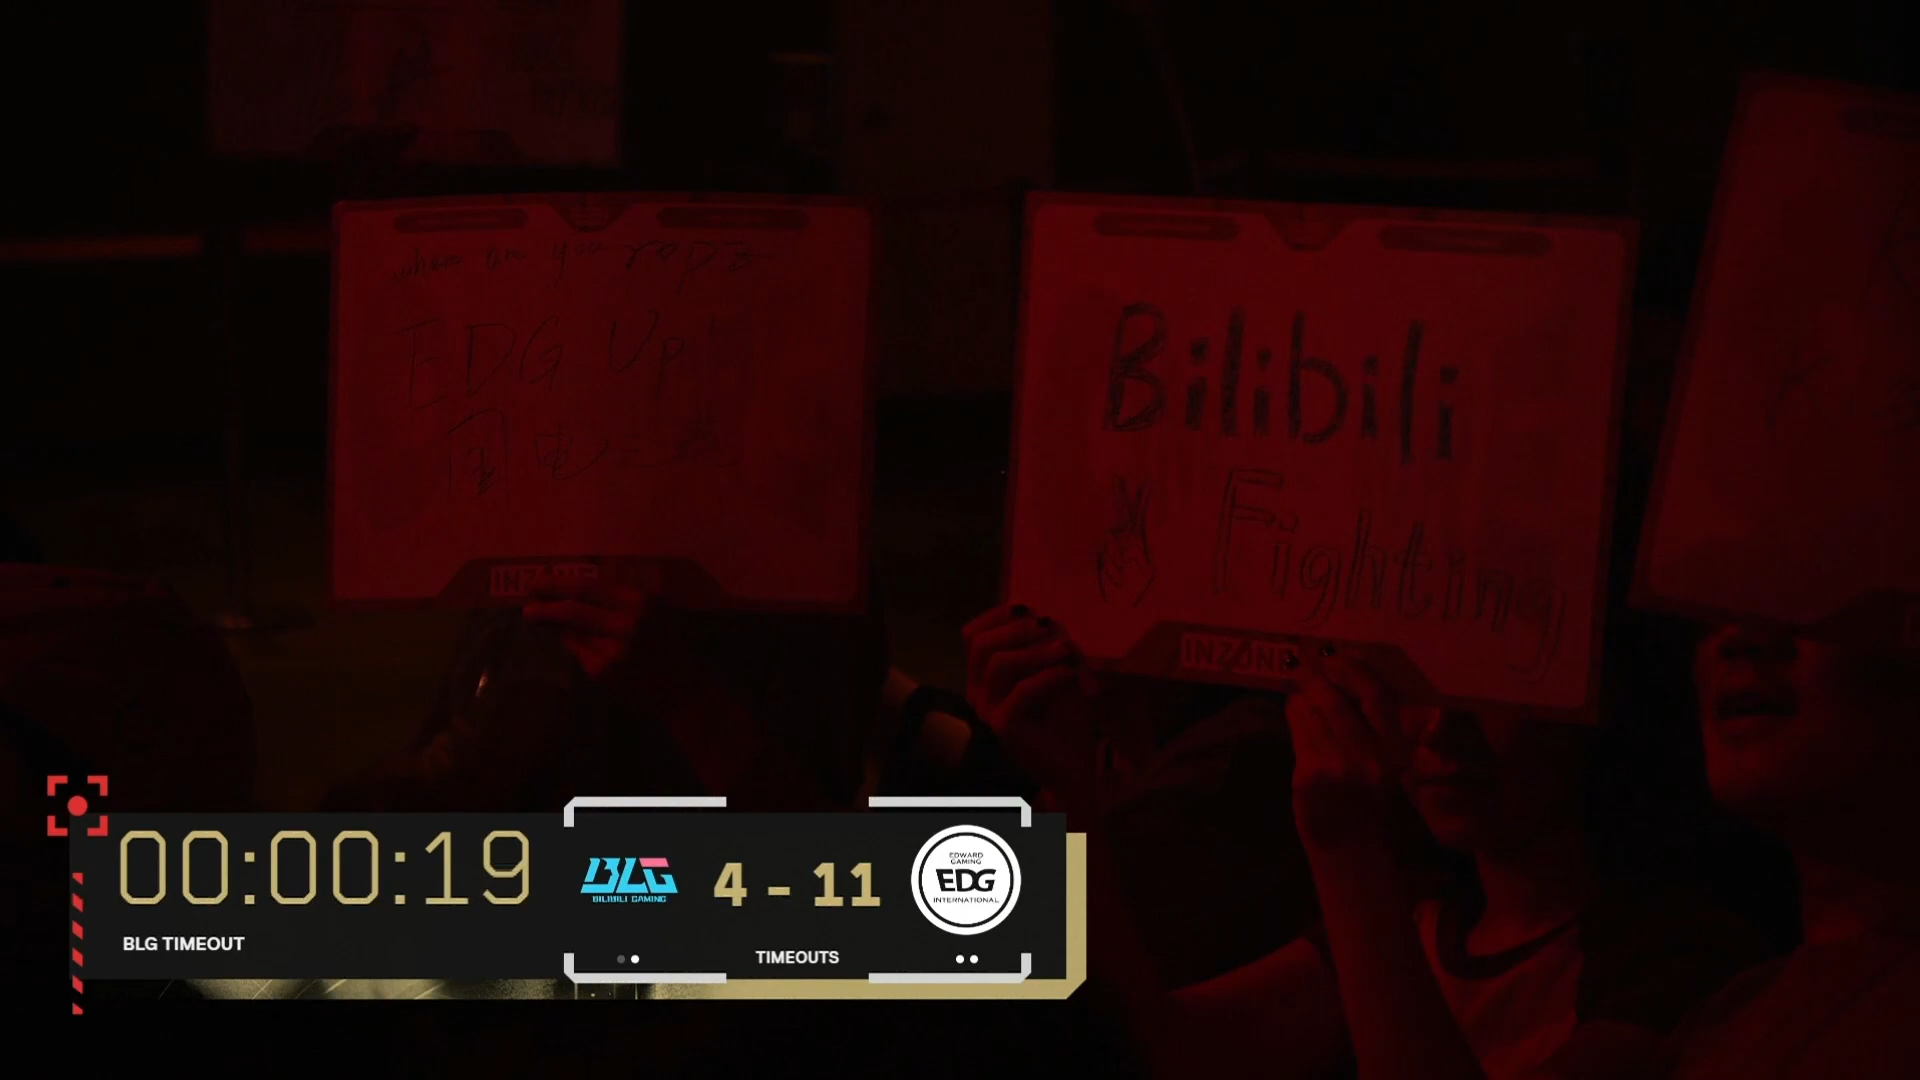 EDG Up
Bilibili
Fighting
INZONE
00:00:19
BLG TIMEOUT
BLG
BILIBILI GAMING
4 - 11
EDWARD
GAMING
EDG
INTERNATIONAL
TIMEOUTS